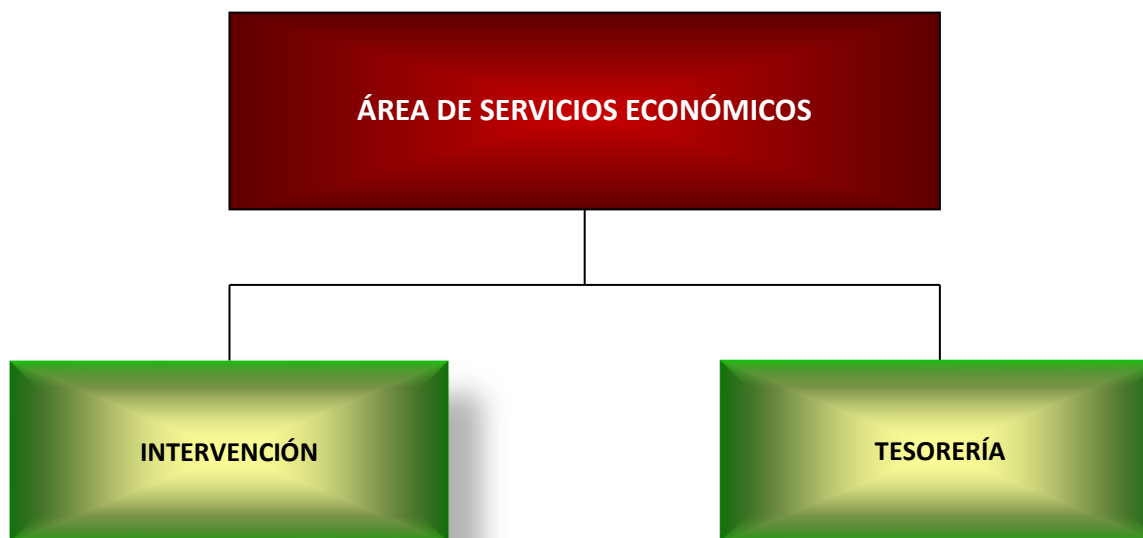 ÁREA DE SERVICIOS ECONÓMICOS
INTERVENCIÓN
TESORERÍA